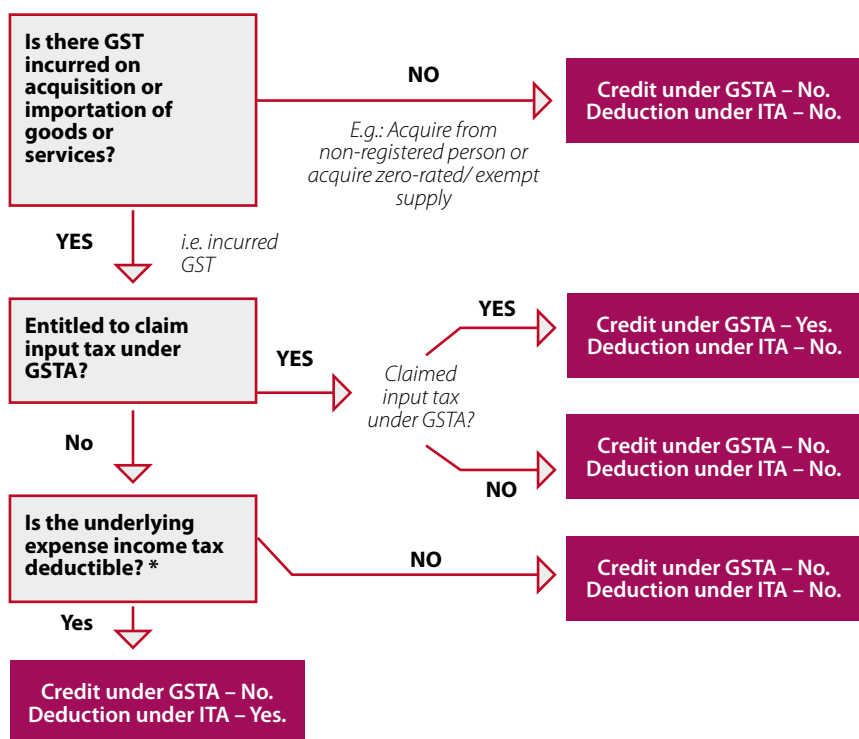 Is there GST
incurred on
acquisition or
importation of
goods or
services?
NO
E.g.: Acquire from
non-registered person or
acquire zero-rated/ exempt
supply
Credit under GSTA – No.
Deduction under ITA – No.
YES
i.e. incurred
GST
Entitled to claim
input tax under
GSTA?
YES
Claimed
input tax
under GSTA?
YES
Credit under GSTA – Yes.
Deduction under ITA – No.
NO
Credit under GSTA – No.
Deduction under ITA – No.
No
Is the underlying
expense income tax
deductible? *
NO
Credit under GSTA – No.
Deduction under ITA – No.
Yes
Credit under GSTA – No.
Deduction under ITA – Yes.